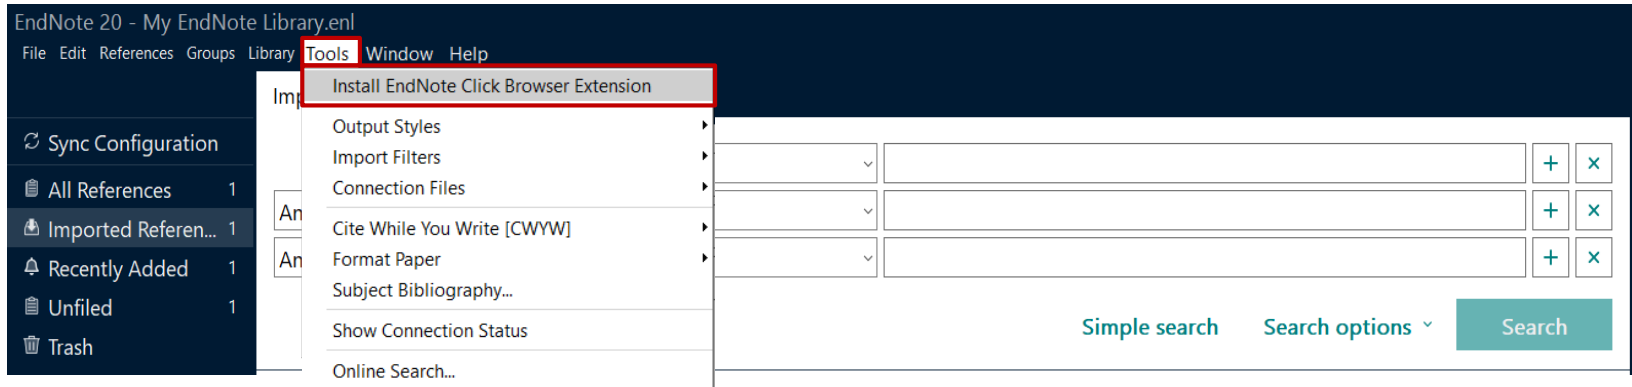 EndNote 20 - My EndNote Library.enl
File Edit References Groups Library Tools Window Help
Imp
Install EndNote Click Browser Extension
Output Styles
Import Filters
Connection Files
Cite While You Write [CWYW]
Format Paper
Subject Bibliography...
Show Connection Status
Online Search...
Sync Configuration
All References 1
Imported Referen... 1
Recently Added 1
Unfiled 1
Trash
An
An
Simple search Search options Search